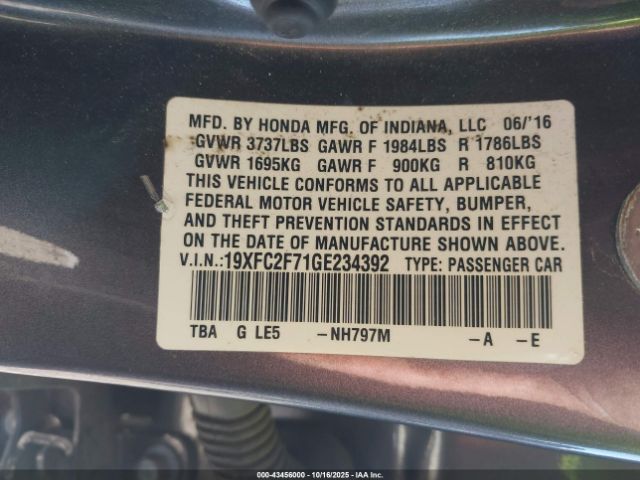 MFD. BY HONDA MFG. OF INDIANA, LLC 06/'16
GVWR 3737LBS GAWR F 1984LBS R 1786LBS
GVWR 1695KG GAWR F 900KG R 810KG
THIS VEHICLE CONFORMS TO ALL APPLICABLE
FEDERAL MOTOR VEHICLE SAFETY, BUMPER,
AND THEFT PREVENTION STANDARDS IN EFFECT
ON THE DATE OF MANUFACTURE SHOWN ABOVE.
V.I.N.:19XFC2F71GE234392 TYPE: PASSENGER CAR
TBA G LE5 -NH797M -A -E
000-43456000 - 10/16/2025 - IAA Inc.